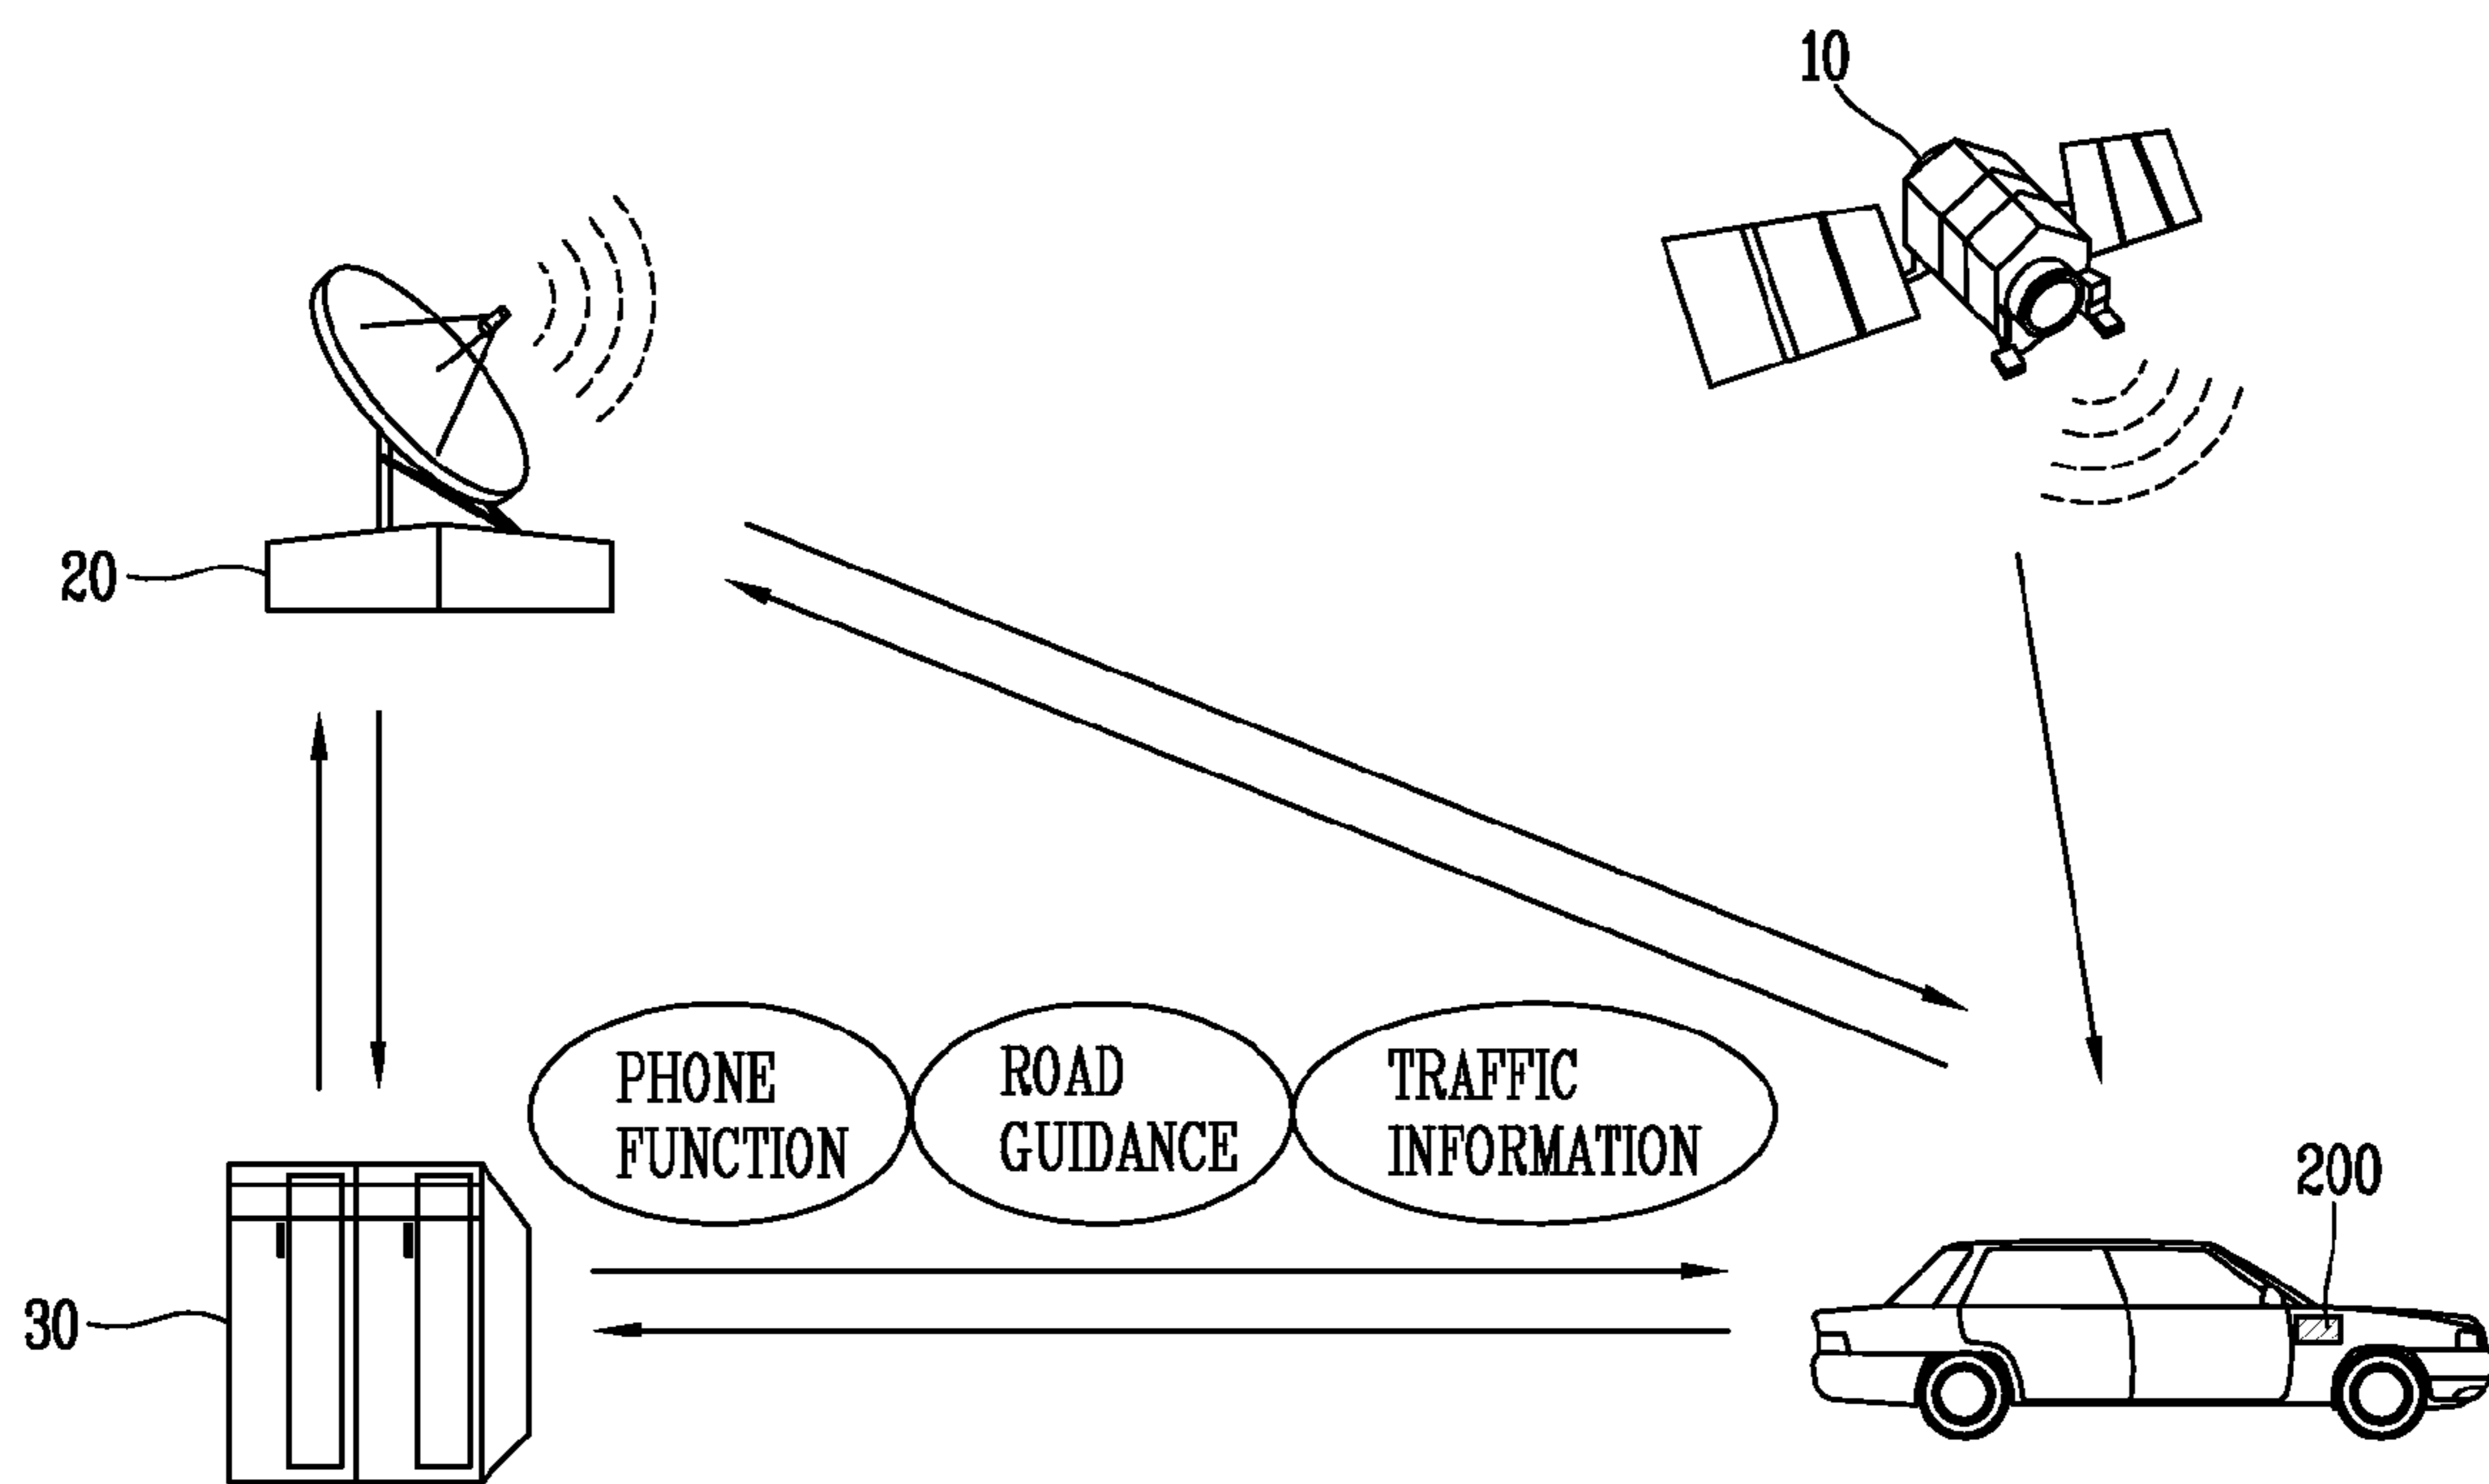 10
20
PHONE
FUNCTION
ROAD
GUIDANCE
TRAFFIC
INFORMATION
200
30